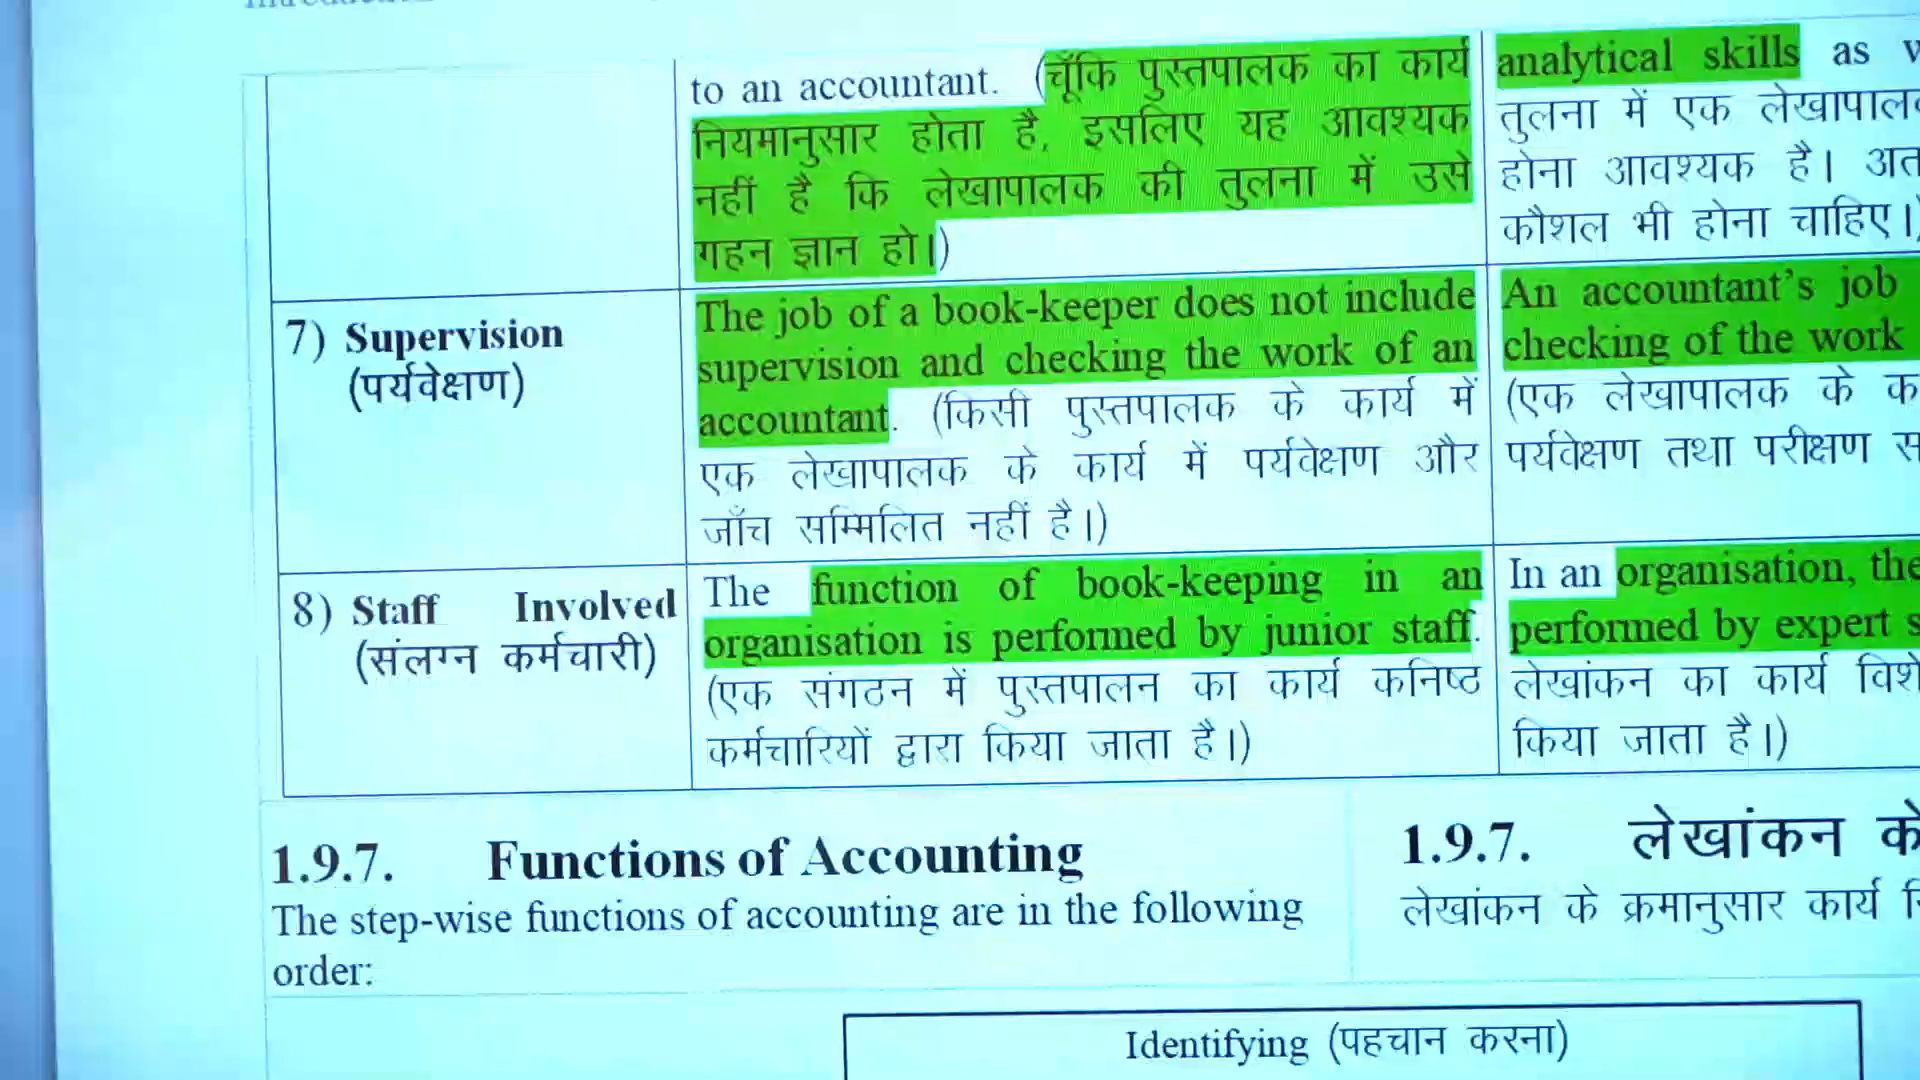 to an accountant. (चूँकि पुस्तपालक का कार्य
नियमानुसार होता है, इसलिए यह आवश्यक
नहीं है कि लेखापालक की तुलना में उसे
गहन ज्ञान हो।)
analytical skills as
तुलना में एक
होना आवश्यक है।
कौशल भी होना चाहिए।)
7) Supervision
(पर्यवेक्षण)
The job of a book-keeper does not include
supervision and checking the work of an
accountant. (किसी पुस्तपालक के कार्य में
एक लेखापालक के कार्य में पर्यवेक्षण और
जाँच सम्मिलित नहीं है।)
An accountant's job
checking of the work
(एक लेखापालक के
पर्यवेक्षण तथा परीक्षण
8) Staff Involved
(संलग्न कर्मचारी)
The function of book-keeping in an
organisation is performed by junior staff.
(एक संगठन में पुस्तपालन का कार्य कनिष्ठ
कर्मचारियों द्वारा किया जाता है।)
In an organisation, the
performed by expert
लेखांकन का कार्य
किया जाता है।)
1.9.7. Functions of Accounting
The step-wise functions of accounting are in the following
order:
1.9.7. लेखांकन
लेखांकन के क्रमानुसार कार्य
Identifying (पहचान करना)